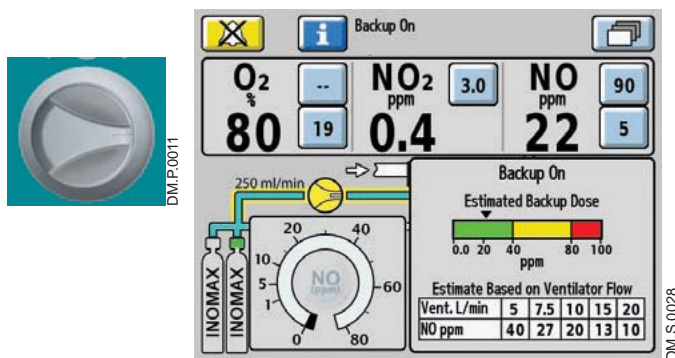 DM.P.0011
Backup On
O2
%
80
--
19
NO2
ppm
0.4
3.0
NO
ppm
22
90
5
250 ml/min
INOMAX
INOMAX
NO
(ppm)
0
1
5
10
20
40
60
80
Backup On
Estimated Backup Dose
0.0 20 40 80 100
ppm
Estimate Based on Ventilator Flow
Vent. L/min 5 7.5 10 15 20
NO ppm 40 27 20 13 10
DM.S.0028